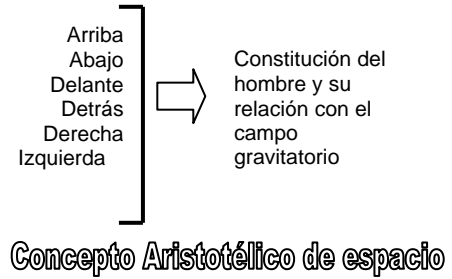 Arriba
Abajo
Delante
Detrás
Derecha
Izquierda
Constitución del
hombre y su
relación con el
campo
gravitatorio
Concepto Aristotélico de espacio